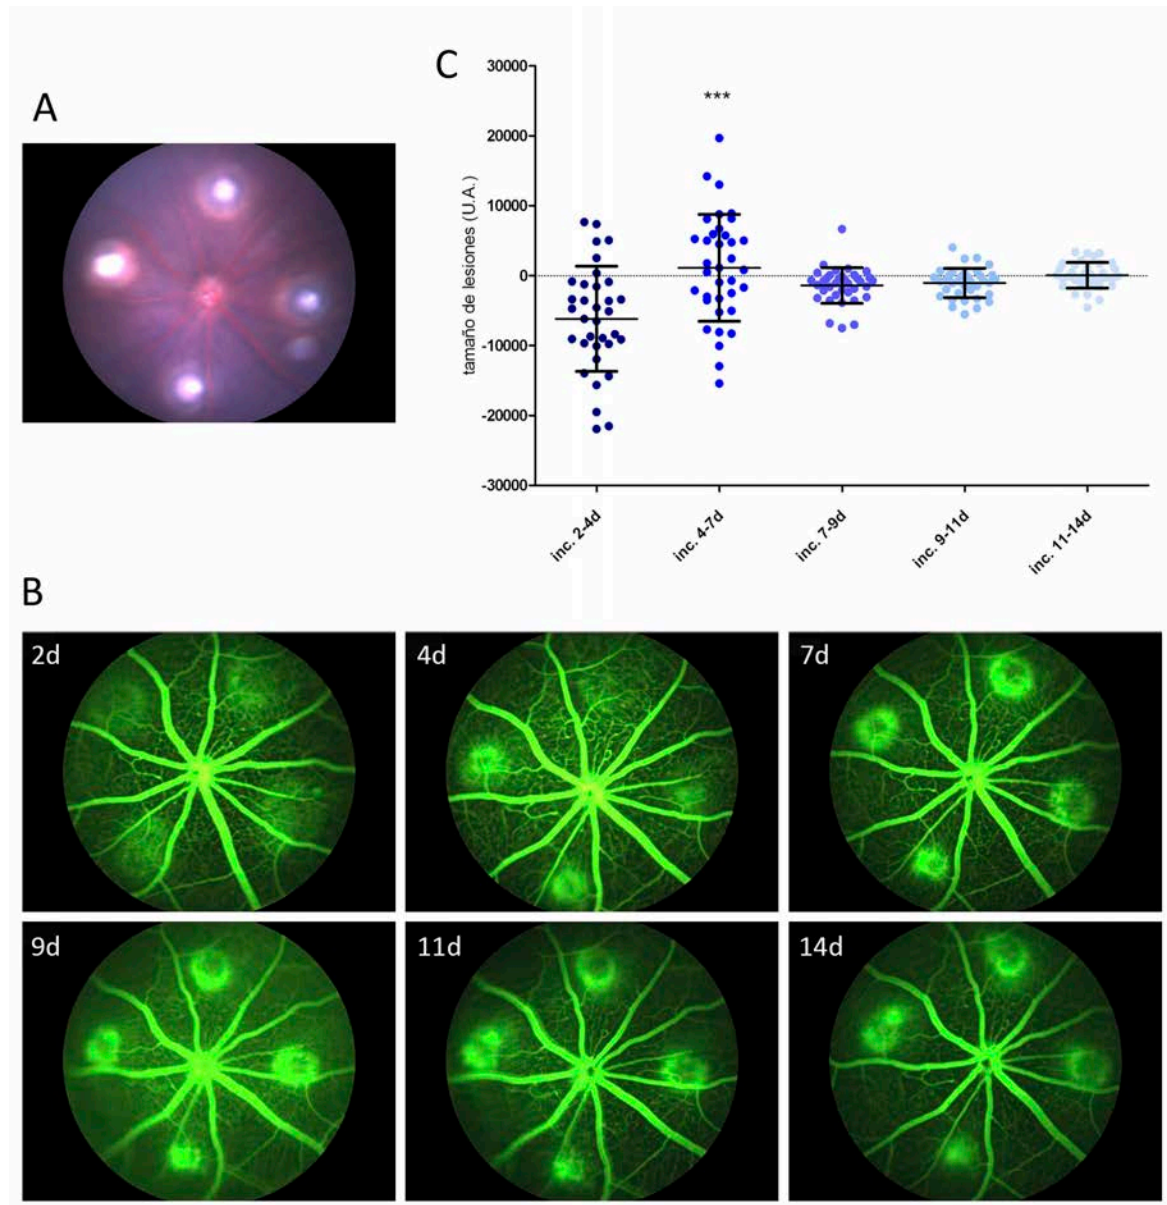 A
C
30000
20000
10000
0
-10000
-20000
-30000
tamaño de lesiones (U.A.)
***
inc. 2-4d
inc. 4-7d
inc. 7-9d
inc. 9-11d
inc. 11-14d
B
2d
4d
7d
9d
11d
14d